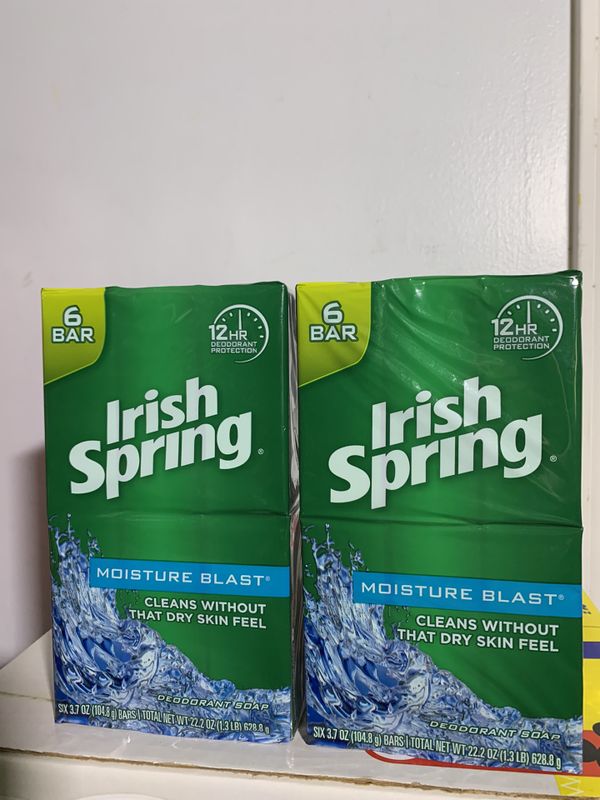 6
BAR
12HR
DEODORANT
PROTECTION
Irish
Spring®
MOISTURE BLAST®
CLEANS WITHOUT
THAT DRY SKIN FEEL
DEODORANT SOAP
SIX 3.7 OZ (104.8 g) BARS | TOTAL NET WT 22.2 OZ (1.3 LB) 628.8 g
6
BAR
12HR
DEODORANT
PROTECTION
Irish
Spring®
MOISTURE BLAST®
CLEANS WITHOUT
THAT DRY SKIN FEEL
DEODORANT SOAP
SIX 3.7 OZ (104.8 g) BARS | TOTAL NET WT 22.2 OZ (1.3 LB) 628.8 g